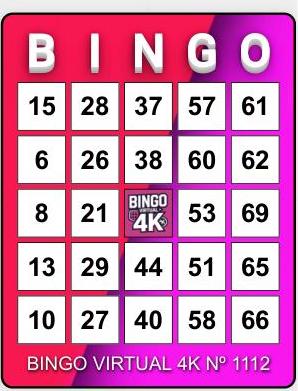 B I N G O
15 28 37 57 61
6 26 38 60 62
8 21 BINGO VIRTUAL 4K 53 69
13 29 44 51 65
10 27 40 58 66
BINGO VIRTUAL 4K Nº 1112